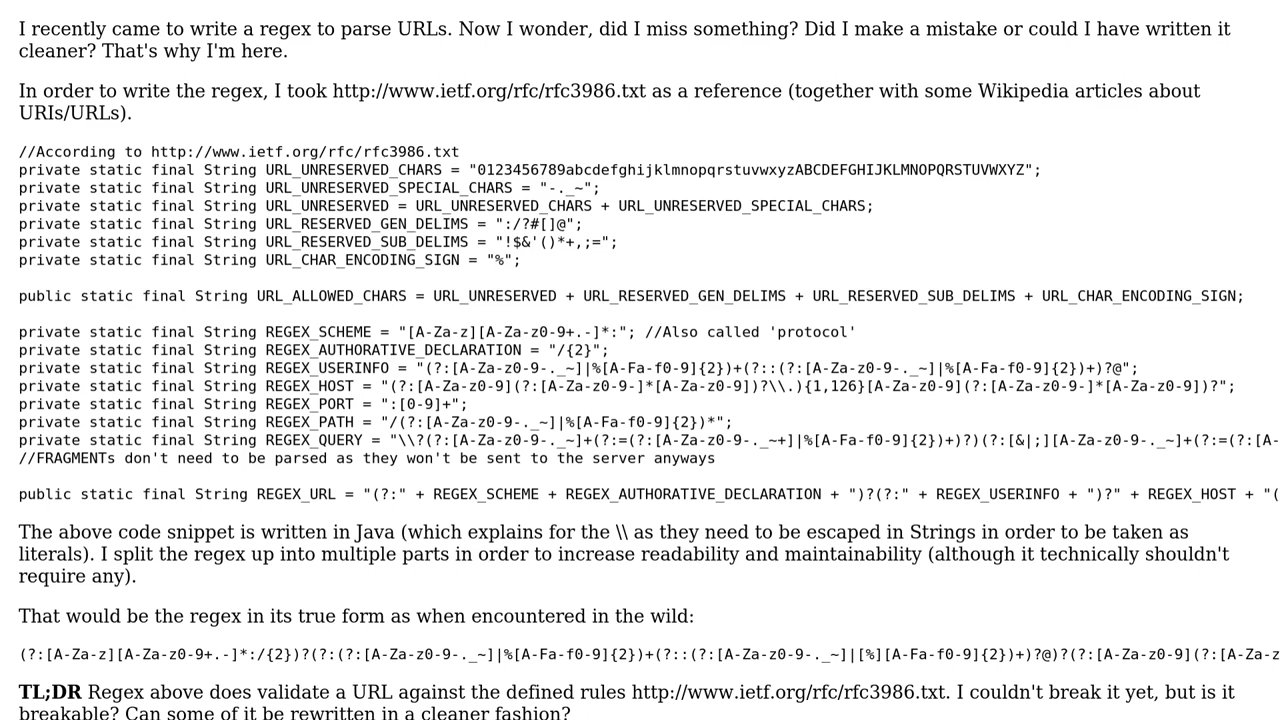 I recently came to write a regex to parse URLs. Now I wonder, did I miss something? Did I make a mistake or could I have written it
cleaner? That's why I'm here.
In order to write the regex, I took http://www.ietf.org/rfc/rfc3986.txt as a reference (together with some Wikipedia articles about
URIs/URLs).
//According to http://www.ietf.org/rfc/rfc3986.txt
private static final String URL_UNRESERVED_CHARS = "0123456789abcdefghijklmnopqrstuvwxyzABCDEFGHIJKLMNOPQRSTUVWXYZ";
private static final String URL_UNRESERVED_SPECIAL_CHARS = "-._~";
private static final String URL_UNRESERVED = URL_UNRESERVED_CHARS + URL_UNRESERVED_SPECIAL_CHARS;
private static final String URL_RESERVED_GEN_DELIMS = ":/?#[]@";
private static final String URL_RESERVED_SUB_DELIMS = "!$&'()*+,;=";
private static final String URL_CHAR_ENCODING_SIGN = "%";
public static final String URL_ALLOWED_CHARS = URL_UNRESERVED + URL_RESERVED_GEN_DELIMS + URL_RESERVED_SUB_DELIMS + URL_CHAR_ENCODING_SIGN;
private static final String REGEX_SCHEME = "[A-Za-z][A-Za-z0-9+.-]*:"; //Also called 'protocol'
private static final String REGEX_AUTHORATIVE_DECLARATION = "/{2}";
private static final String REGEX_USERINFO = "(?:[A-Za-z0-9-._~]|%[A-Fa-f0-9]{2})+(?::(?:[A-Za-z0-9-._~]|%[A-Fa-f0-9]{2})+)?@";
private static final String REGEX_HOST = "(?:[A-Za-z0-9](?:[A-Za-z0-9-]*[A-Za-z0-9])?\\.){1,126}[A-Za-z0-9](?:[A-Za-z0-9-]*[A-Za-z0-9])?";
private static final String REGEX_PORT = ":[0-9]+";
private static final String REGEX_PATH = "/(?:[A-Za-z0-9-._~]|%[A-Fa-f0-9]{2})*";
private static final String REGEX_QUERY = "\\?(?:[A-Za-z0-9-._~]+(?:=(?:[A-Za-z0-9-._~+]|%[A-Fa-f0-9]{2})+)?)(?:[&|;][A-Za-z0-9-._~]+(?:=(?:[A-
//FRAGMENTs don't need to be parsed as they won't be sent to the server anyways
public static final String REGEX_URL = "(?:" + REGEX_SCHEME + REGEX_AUTHORATIVE_DECLARATION + ")?(?:" + REGEX_USERINFO + ")?" + REGEX_HOST + "(
The above code snippet is written in Java (which explains for the \\ as they need to be escaped in Strings in order to be taken as
literals). I split the regex up into multiple parts in order to increase readability and maintainability (although it technically shouldn't
require any).
That would be the regex in its true form as when encountered in the wild:
(?:[A-Za-z][A-Za-z0-9+.-]*:/{2})?(?:(?:[A-Za-z0-9-._~]|%[A-Fa-f0-9]{2})+(?::(?:[A-Za-z0-9-._~]|[%][A-Fa-f0-9]{2})+)?@)?(?:[A-Za-z0-9](?:[A-Za-z
TL;DR Regex above does validate a URL against the defined rules http://www.ietf.org/rfc/rfc3986.txt. I couldn't break it yet, but is it
breakable? Can some of it be rewritten in a cleaner fashion?